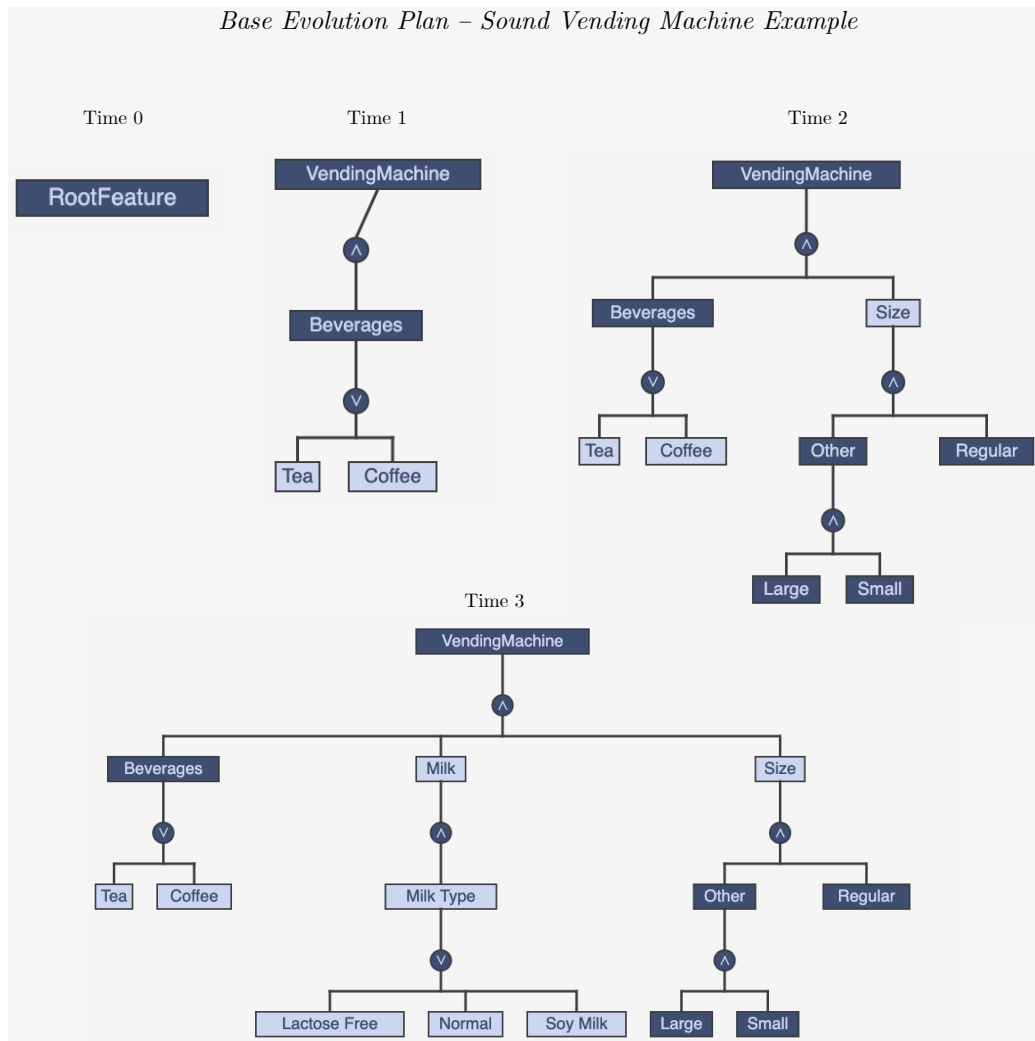 Base Evolution Plan – Sound Vending Machine Example
Time 0
Time 1
Time 2
RootFeature
VendingMachine
VendingMachine
∧
∧
Beverages
Beverages
Size
∨
∨
∧
Tea
Coffee
Tea
Coffee
Other
Regular
∧
Large
Small
Time 3
VendingMachine
∧
Beverages
Milk
Size
∨
∧
∧
Tea
Coffee
Milk Type
Other
Regular
∨
∧
Lactose Free
Normal
Soy Milk
Large
Small